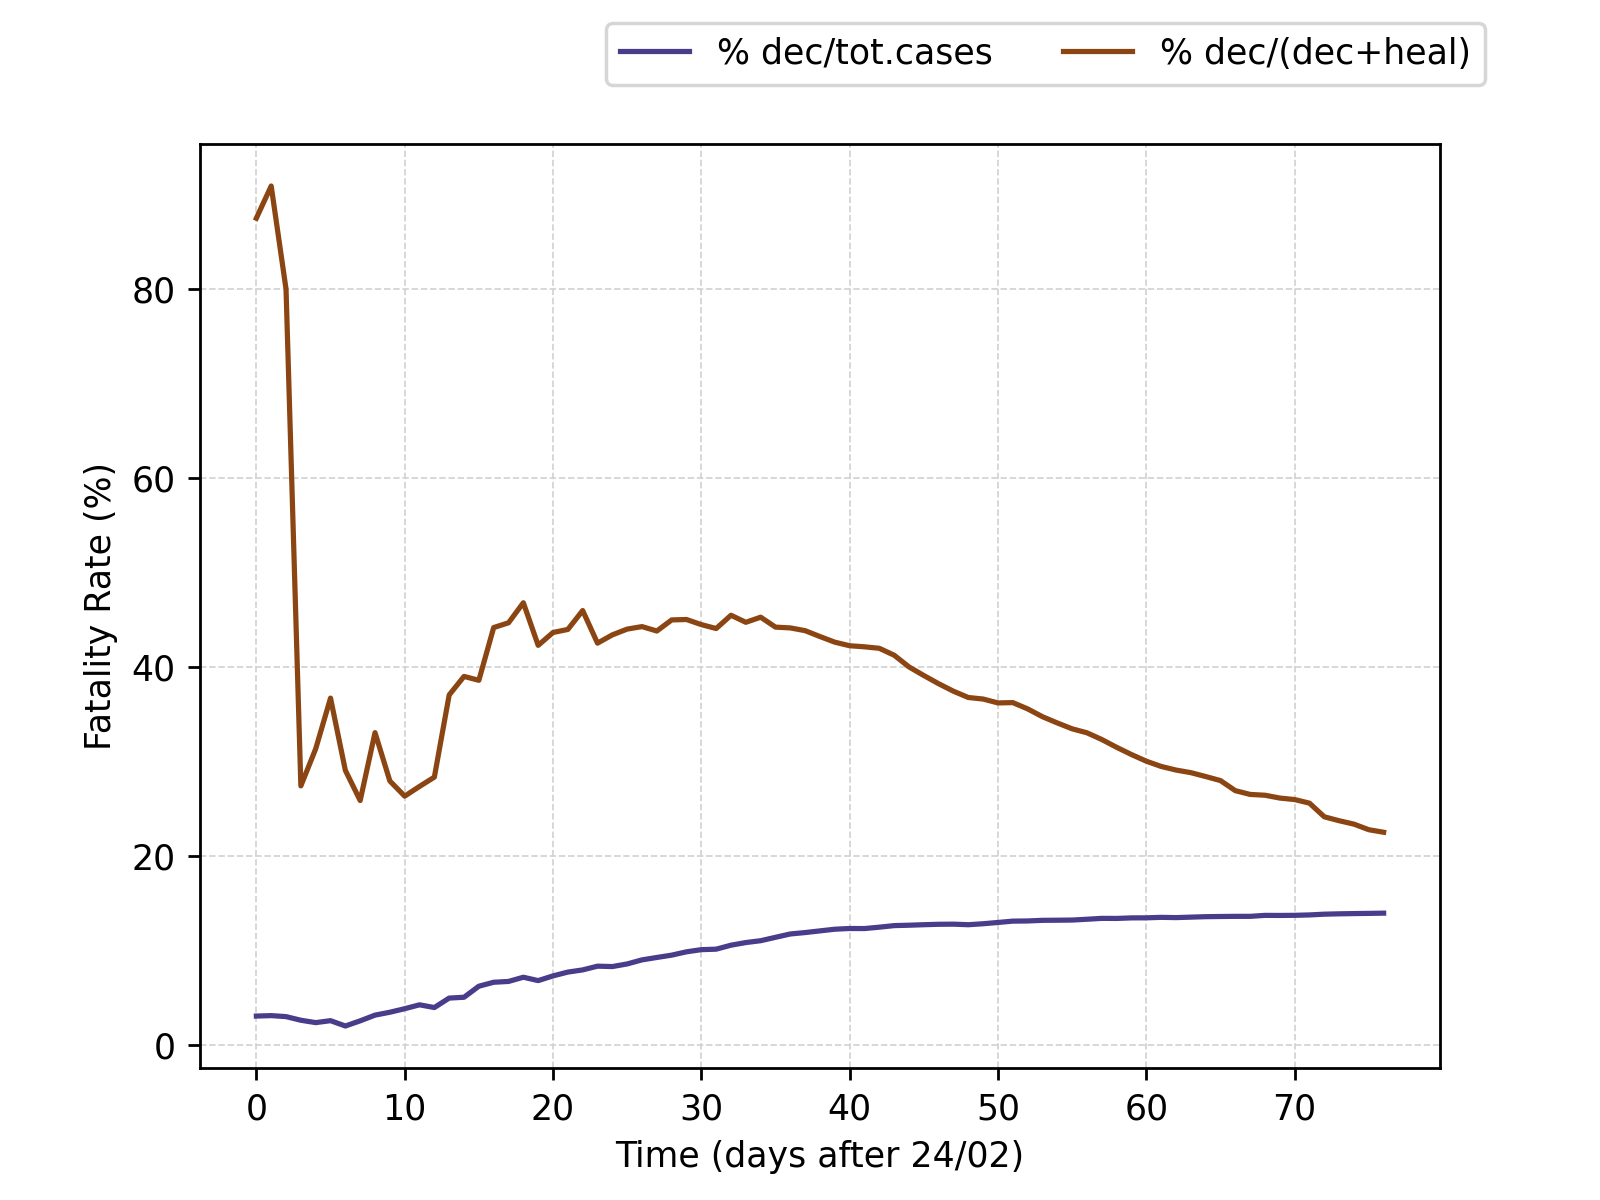 % dec/tot.cases
% dec/(dec+heal)
Fatality Rate (%)
80
60
40
20
0
0 10 20 30 40 50 60 70
Time (days after 24/02)